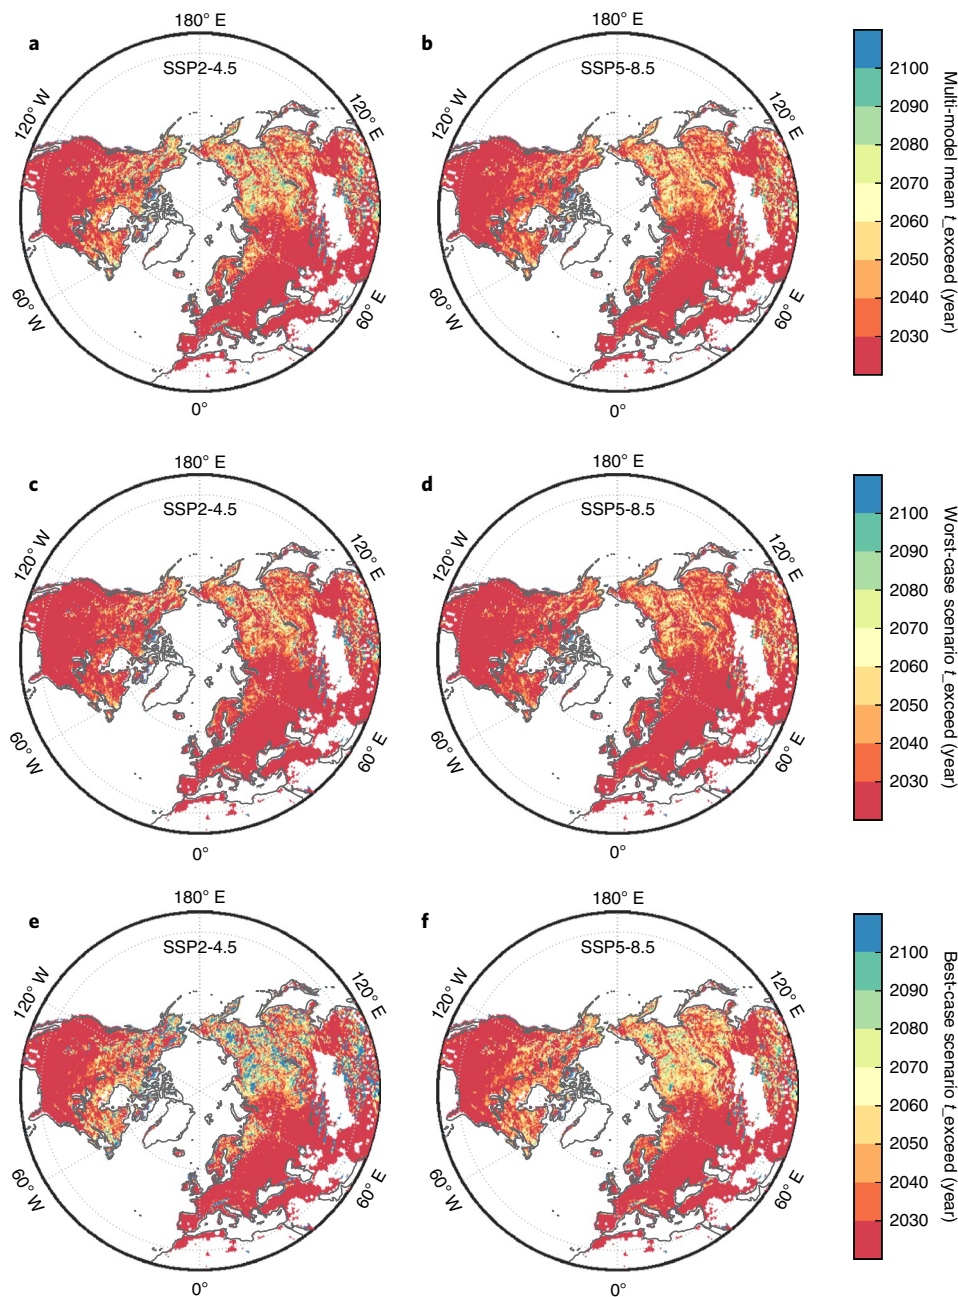 180° E
a
SSP2-4.5
120° W
120° E
60° W
60° E
0°
180° E
b
SSP5-8.5
120° W
120° E
60° W
60° E
0°
2100
2090
2080
2070
2060
2050
2040
2030
Multi-model mean t_exceed (year)
180° E
c
SSP2-4.5
120° W
120° E
60° W
60° E
0°
180° E
d
SSP5-8.5
120° W
120° E
60° W
60° E
0°
2100
2090
2080
2070
2060
2050
2040
2030
Worst-case scenario t_exceed (year)
180° E
e
SSP2-4.5
120° W
120° E
60° W
60° E
0°
180° E
f
SSP5-8.5
120° W
120° E
60° W
60° E
0°
2100
2090
2080
2070
2060
2050
2040
2030
Best-case scenario t_exceed (year)